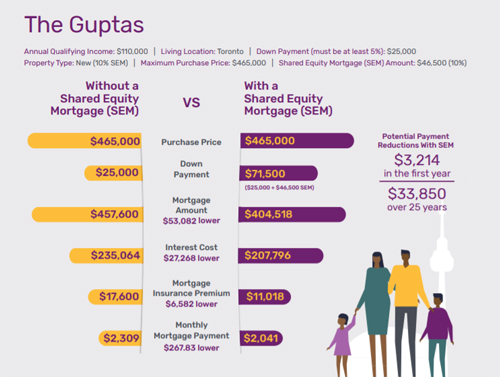 The Guptas
Annual Qualifying Income: $110,000 | Living Location: Toronto | Down Payment (must be at least 5%): $25,000
Property Type: New (10% SEM) | Maximum Purchase Price: $465,000 | Shared Equity Mortgage (SEM) Amount: $46,500 (10%)
Without a
Shared Equity
Mortgage (SEM)
VS
With a
Shared Equity
Mortgage (SEM)
$465,000
Purchase Price
$465,000
$25,000
Down
Payment
$71,500
($25,000 + $46,500 SEM)
$457,600
Mortgage
Amount
$53,082 lower
$404,518
$235,064
Interest Cost
$27,268 lower
$207,796
$17,600
Mortgage
Insurance Premium
$6,582 lower
$11,018
$2,309
Monthly
Mortgage Payment
$267.83 lower
$2,041
Potential Payment
Reductions With SEM
$3,214
in the first year
$33,850
over 25 years